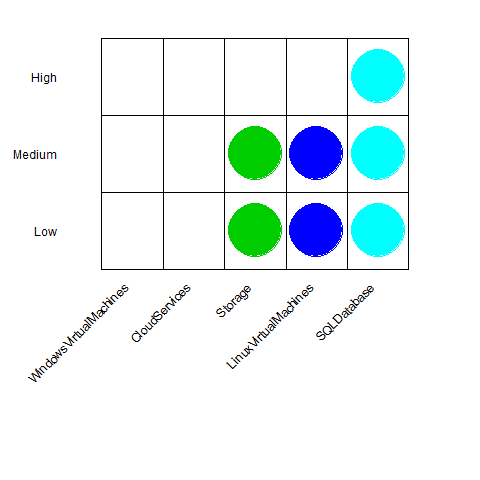 High
Medium
Low
WindowsVirtualMachines
CloudServices
Storage
LinuxVirtualMachines
SQLDatabase